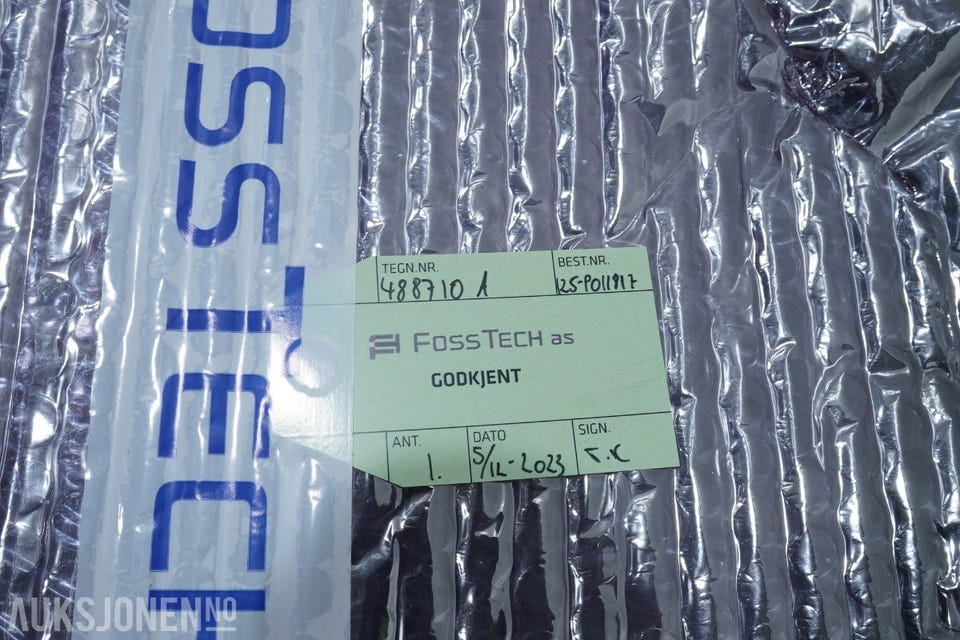 OSSTECH
TEGN.NR.
488710 A
BEST.NR.
25-P011917
FOSSTECH as
GODKJENT
ANT.
1.
DATO
5/12-2023
SIGN.
T.K
AUKSJONEN.NO